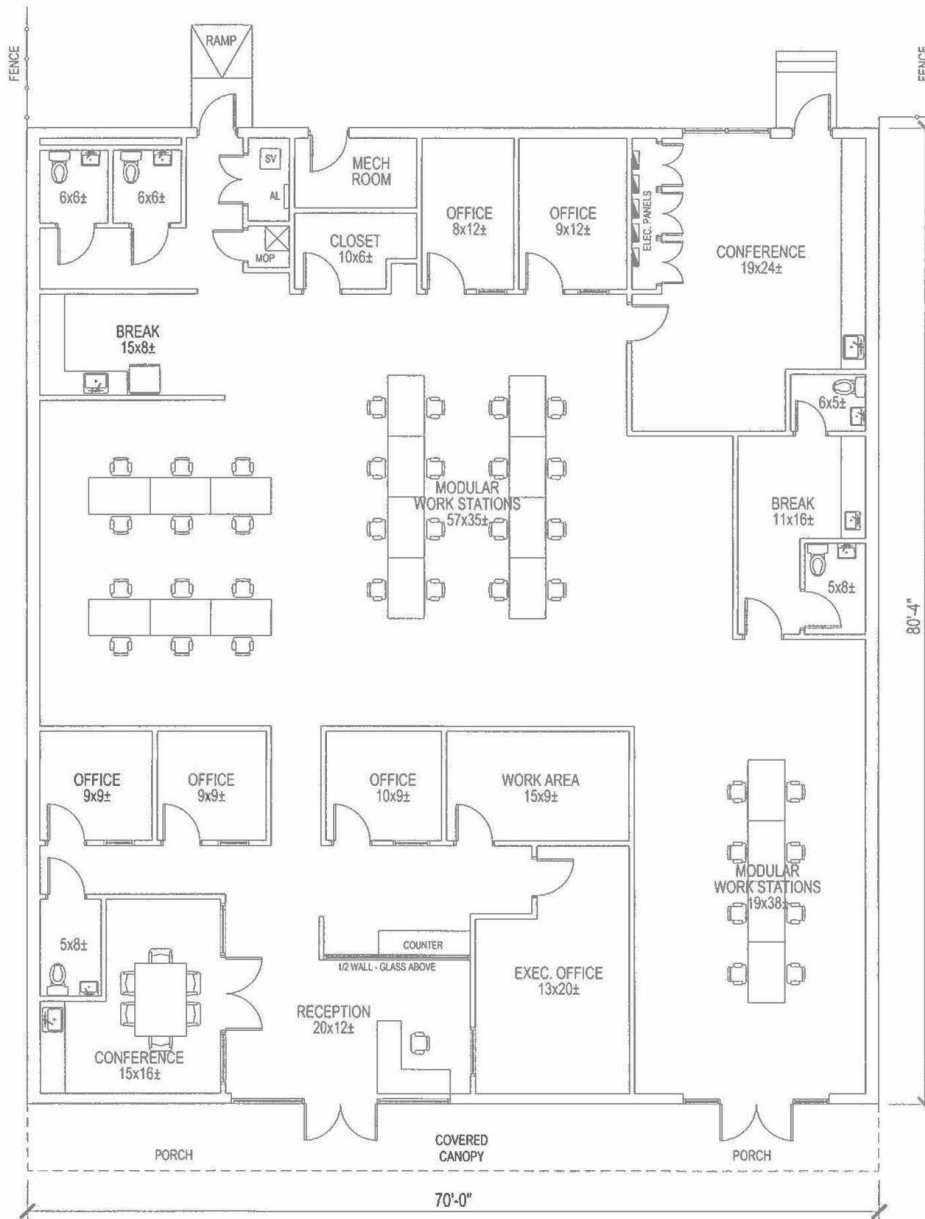 FENCE
RAMP
FENCE
6x6±
6x6±
SV
AL
MOP
MECH
ROOM
CLOSET
10x6±
OFFICE
8x12±
OFFICE
9x12±
ELEC. PANELS
CONFERENCE
19x24±
BREAK
15x8±
6x5±
MODULAR
WORK STATIONS
57x35±
BREAK
11x16±
5x8±
80'-4"
OFFICE
9x9±
OFFICE
9x9±
OFFICE
10x9±
WORK AREA
15x9±
MODULAR
WORK STATIONS
19x38±
5x8±
COUNTER
1/2 WALL - GLASS ABOVE
EXEC. OFFICE
13x20±
RECEPTION
20x12±
CONFERENCE
15x16±
PORCH
COVERED
CANOPY
PORCH
70'-0"